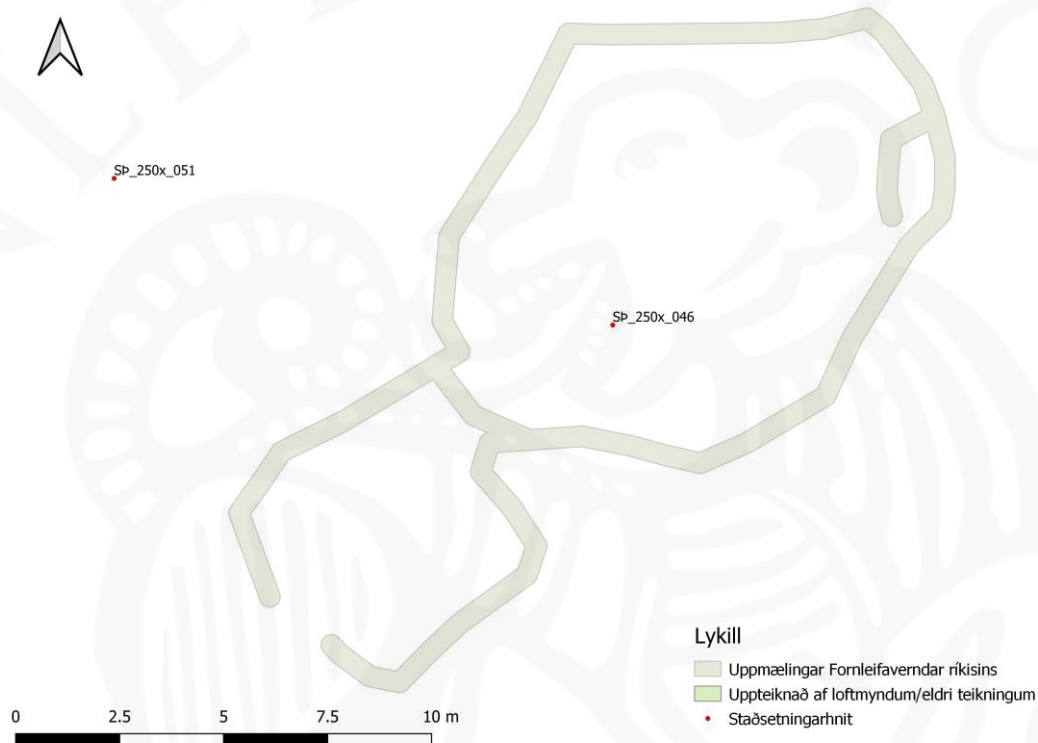 SÞ_250x_051
SÞ_250x_046
Lykill
Uppmælingar Fornleifaverndar ríkisins
Uppteiknað af loftmyndum/eldri teikningum
Staðsetningarhnit
0 2.5 5 7.5 10 m